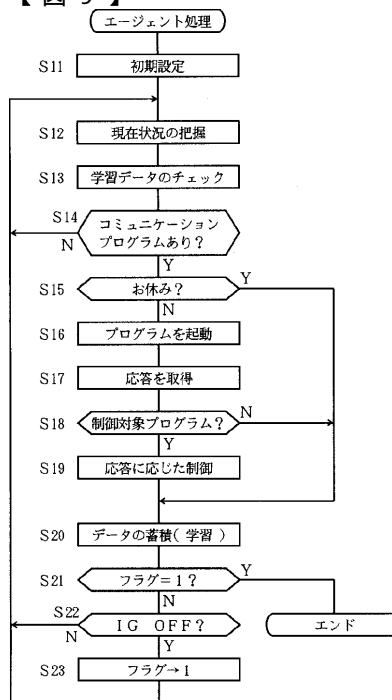 【図9】
エージェント処理
S11
初期設定
S12
現在状況の把握
S13
学習データのチェック
S14
コミュニケーション
プログラムあり？
N
Y
S15
お休み？
Y
N
S16
プログラムを起動
S17
応答を取得
S18
制御対象プログラム？
N
Y
S19
応答に応じた制御
S20
データの蓄積（学習）
S21
フラグ＝１？
Y
N
S22
ＩＧ　ＯＦＦ？
エンド
N
Y
S23
フラグ→１